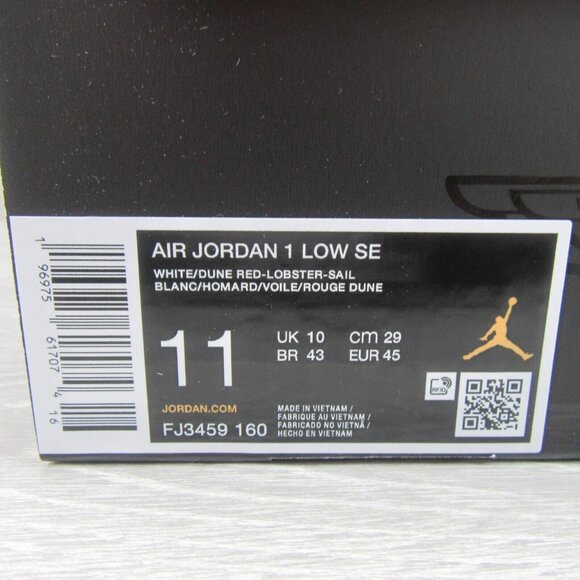 AIR JORDAN 1 LOW SE
WHITE/DUNE RED-LOBSTER-SAIL
BLANC/HOMARD/VOILE/ROUGE DUNE
11
UK 10 cm 29
BR 43 EUR 45
JORDAN.COM
FJ3459 160
MADE IN VIETNAM /
FABRIQUÉ AU VIETNAM /
FABRICADO NO VIETNÃ /
HECHO EN VIETNAM
RFID
1 96975 61707 4 16